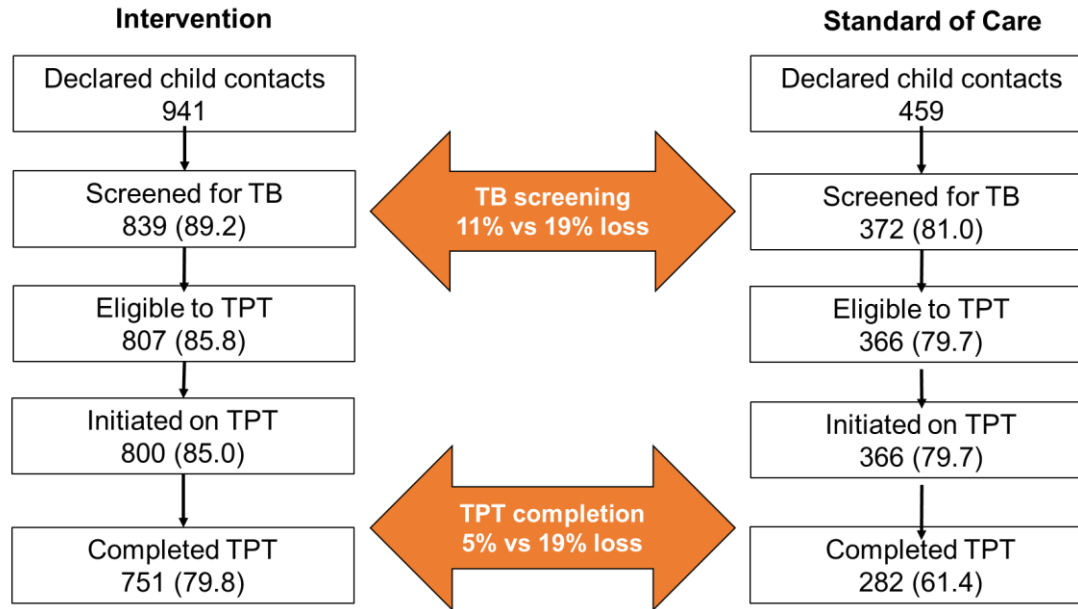 Intervention
Declared child contacts
941
Screened for TB
839 (89.2)
Eligible to TPT
807 (85.8)
Initiated on TPT
800 (85.0)
Completed TPT
751 (79.8)
TB screening
11% vs 19% loss
TPT completion
5% vs 19% loss
Standard of Care
Declared child contacts
459
Screened for TB
372 (81.0)
Eligible to TPT
366 (79.7)
Initiated on TPT
366 (79.7)
Completed TPT
282 (61.4)